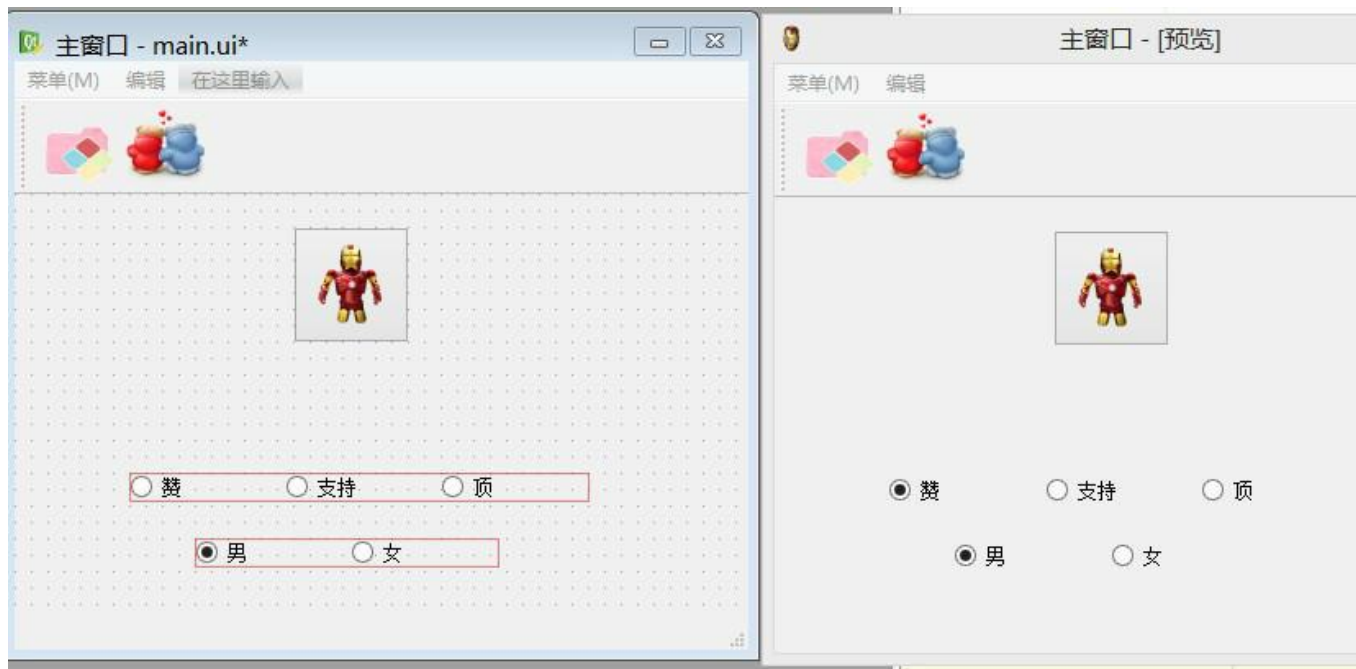 主窗口 - main.ui*
菜单(M) 编辑 在这里输入
赞 支持 顶
男 女
主窗口 - [预览]
菜单(M) 编辑
赞 支持 顶
男 女